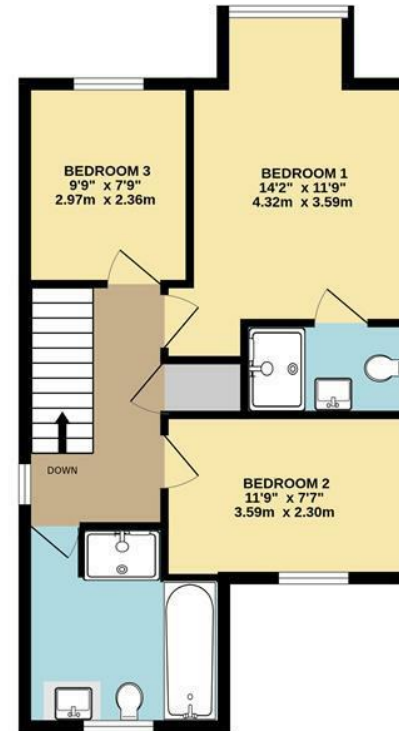 BEDROOM 3
9'9" x 7'9"
2.97m x 2.36m
BEDROOM 1
14'2" x 11'9"
4.32m x 3.59m
DOWN
BEDROOM 2
11'9" x 7'7"
3.59m x 2.30m